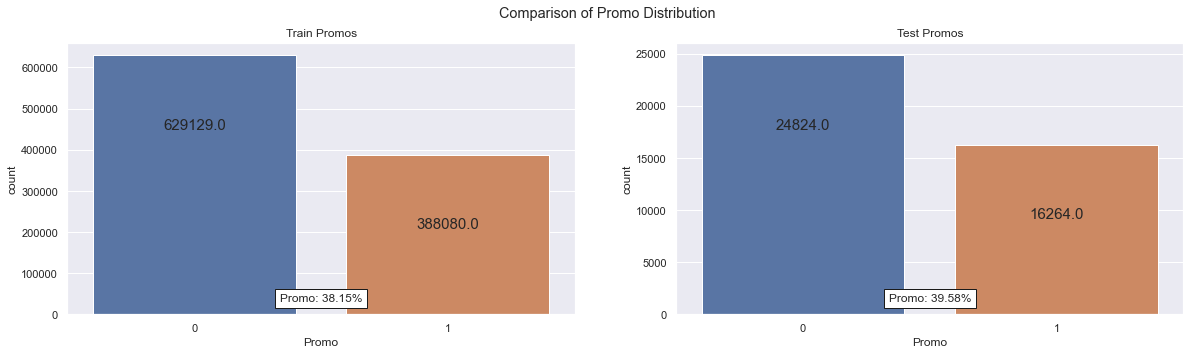 Comparison of Promo Distribution
Train Promos
count
600000
500000
400000
300000
200000
100000
0
629129.0
388080.0
Promo: 38.15%
0
1
Promo
Test Promos
count
25000
20000
15000
10000
5000
0
24824.0
16264.0
Promo: 39.58%
0
1
Promo